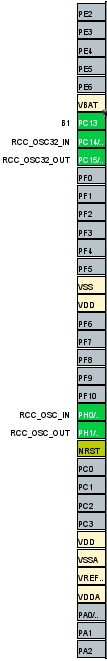 PE2
PE3
PE4
PE5
PE6
VBAT
B1 PC13
RCC_OSC32_IN PC14/..
RCC_OSC32_OUT PC15/..
PF0
PF1
PF2
PF3
PF4
PF5
VSS
VDD
PF6
PF7
PF8
PF9
PF10
RCC_OSC_IN PH0/..
RCC_OSC_OUT PH1/..
NRST
PC0
PC1
PC2
PC3
VDD
VSSA
VREF..
VDDA
PA0/..
PA1
PA2